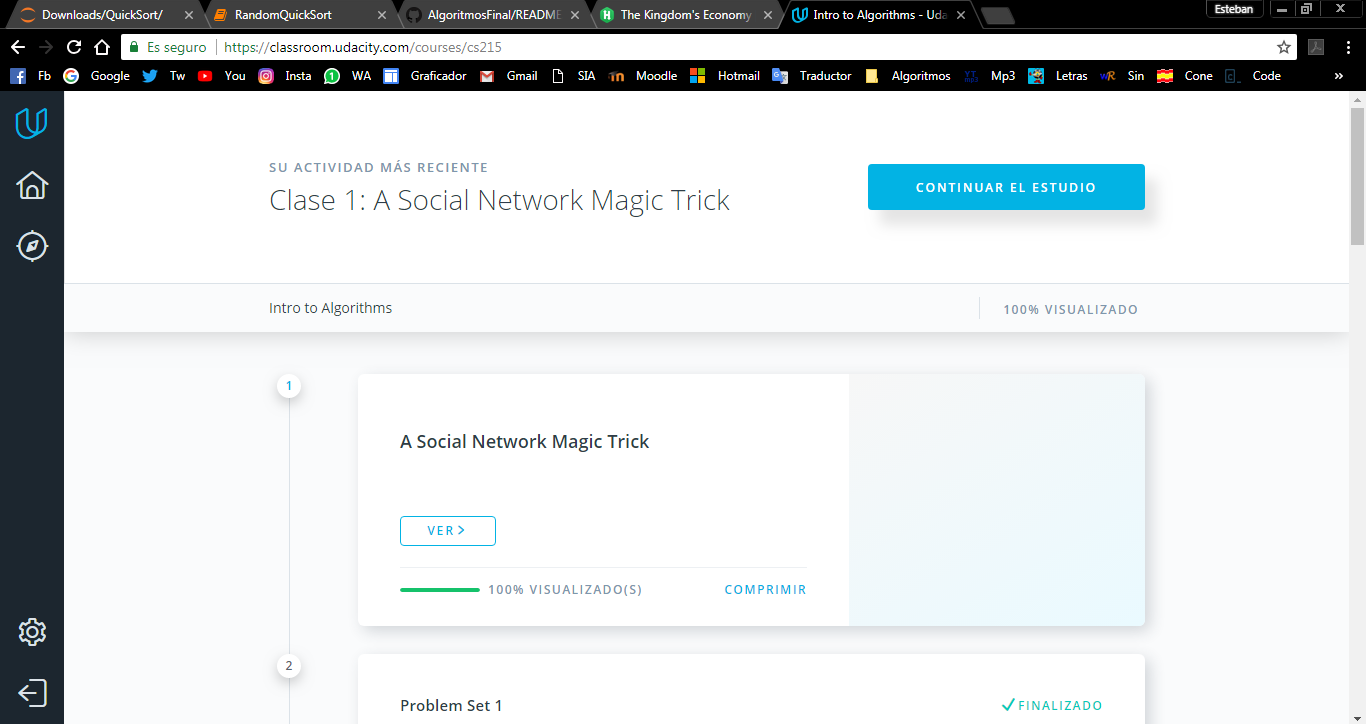 Downloads/QuickSort/
RandomQuickSort
AlgoritmosFinal/README
The Kingdom's Economy
Intro to Algorithms - Uda
Esteban
Es seguro
https://classroom.udacity.com/courses/cs215
Fb
Google
Tw
You
Insta
WA
Graficador
Gmail
SIA
Moodle
Hotmail
Traductor
Algoritmos
Mp3
Letras
Sin
Cone
Code
»
SU ACTIVIDAD MÁS RECIENTE
Clase 1: A Social Network Magic Trick
CONTINUAR EL ESTUDIO
Intro to Algorithms
100% VISUALIZADO
1
A Social Network Magic Trick
VER >
100% VISUALIZADO(S)
COMPRIMIR
2
Problem Set 1
FINALIZADO